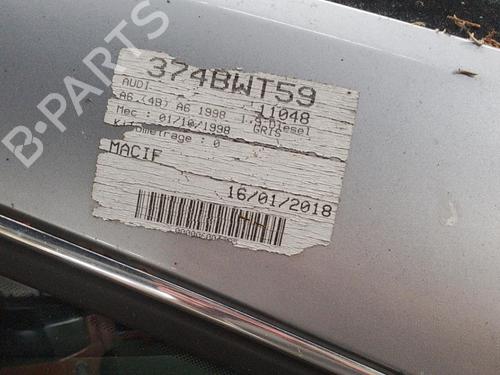 B-PARTS
374BWT59
AUDI 11048
A6 (4B) A6 1998 1.9 Diesel
Mec : 01/10/1998 GRIS
Kilometrage : 0
MACIF
16/01/2018